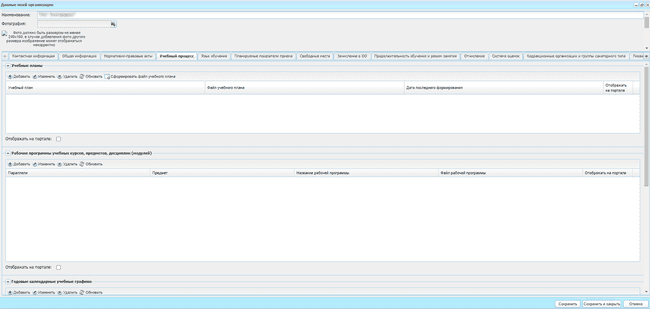 Данные моей организации
Наименование:
Фотография:
Фото должно быть размером не менее
240x160, в случае добавления фото другого
размера изображение может отображаться
некорректно
Контактная информация Общая информация Нормативно-правовые акты Учебный процесс Язык обучения Планируемые показатели приёма Свободные места Зачисление в ОО Продолжительность обучения и режим занятий Отчисление Система оценок Коррекционные организации и группы санаторного типа
Учебные планы
Добавить Изменить Удалить Обновить Сформировать файл учебного плана
Учебный план Файл учебного плана Дата последнего формирования Отображать на портале
Отображать на портале:
Рабочие программы учебных курсов, предметов, дисциплин (модулей)
Добавить Изменить Удалить Обновить
Параллели Предмет Название рабочей программы Файл рабочей программы Отображать на портале
Отображать на портале:
Годовые календарные учебные графики
Добавить Изменить Удалить Обновить
Сохранить Сохранить и закрыть Отмена